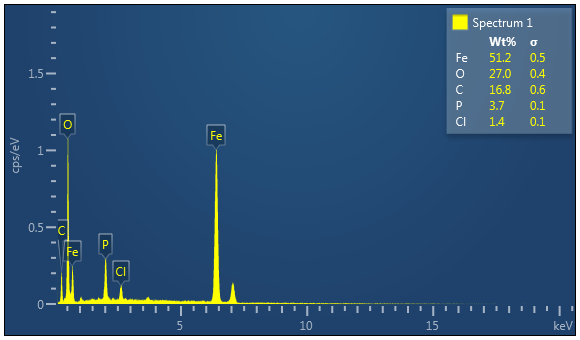 Spectrum 1
Wt% σ
Fe 51.2 0.5
O 27.0 0.4
C 16.8 0.6
P 3.7 0.1
Cl 1.4 0.1
1.5
O
Fe
1
cps/eV
0.5
C
Fe
P
Cl
0
5 10 15 keV